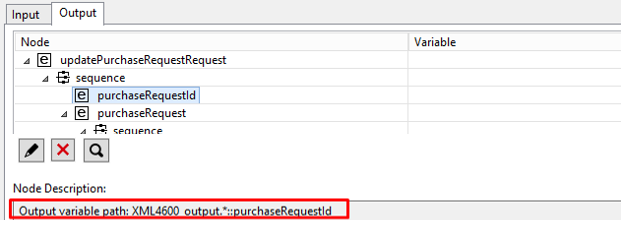 Input
Output
Node
Variable
e updatePurchaseRequestRequest
sequence
e purchaseRequestId
e purchaseRequest
sequence
Node Description:
Output variable path: XML4600_output.*::purchaseRequestId